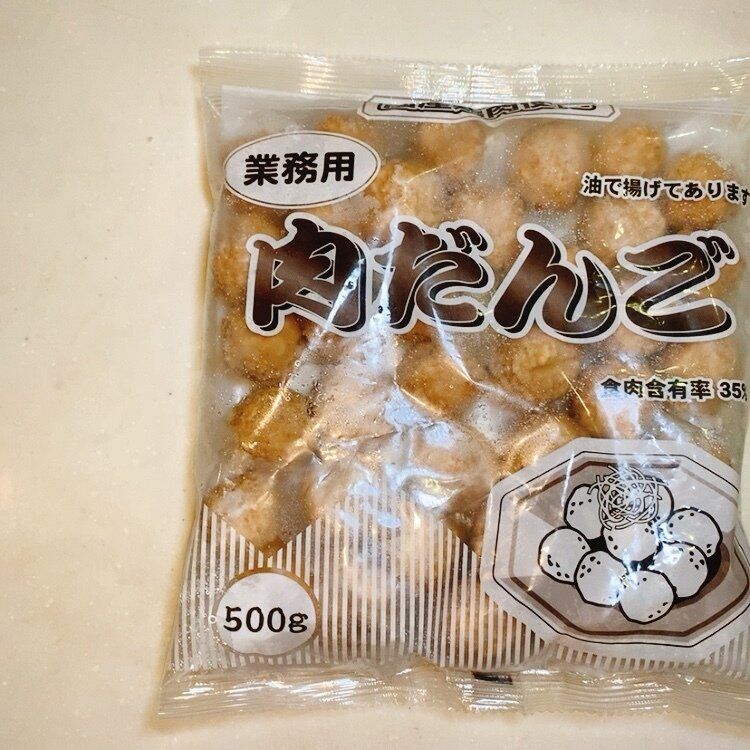 業務用
油で揚げてあります
肉だんご
食肉含有率 35%
500g